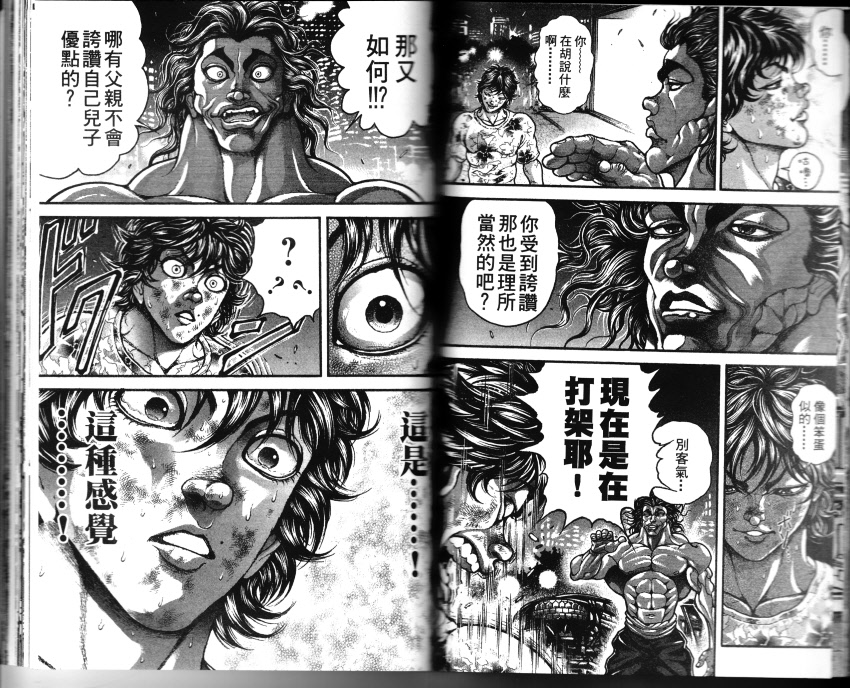 你………
咕嚕…
你〜〜〜
在胡說什麼
啊………
你受到誇讚
那也是理所
當然的吧？
像個笨蛋
似的……
別客氣…
現在是在
打架耶！
那又
如何!!!?
哪有父親不會
誇讚自己兒子
優點的？
？
？
？
這是……！
這種感覺
………！